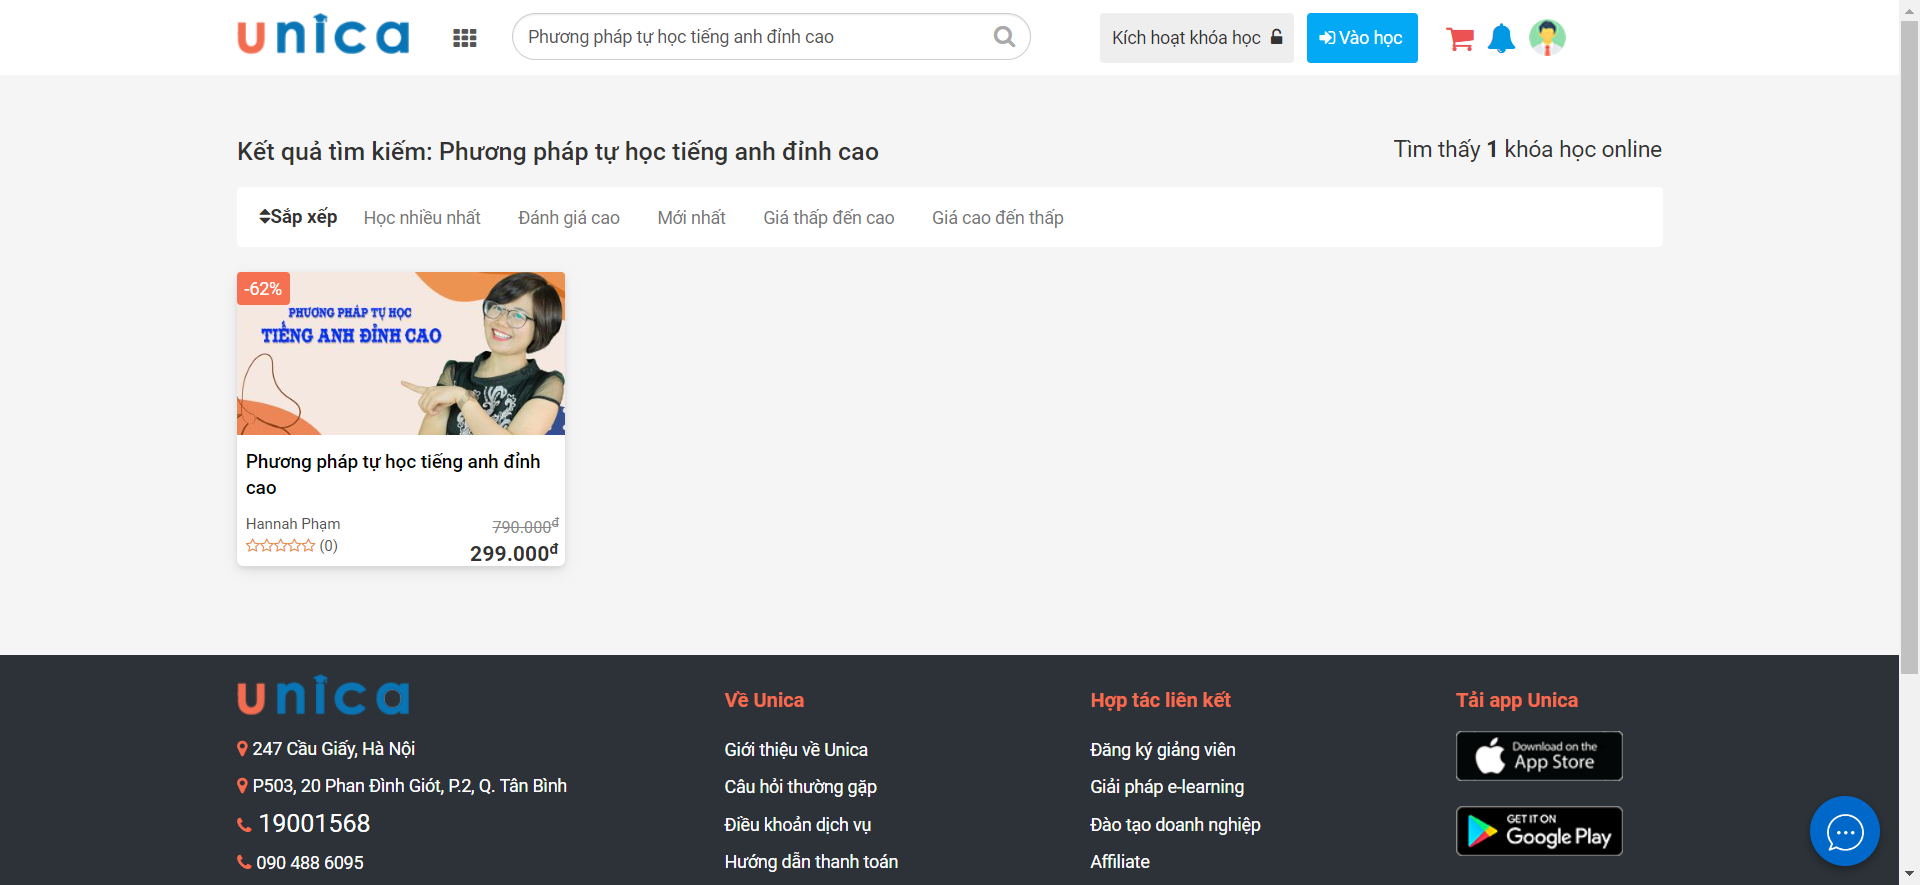 unica
Phương pháp tự học tiếng anh đỉnh cao
Kích hoạt khóa học
Vào học
Kết quả tìm kiếm: Phương pháp tự học tiếng anh đỉnh cao
Tìm thấy 1 khóa học online
Sắp xếp
Học nhiều nhất
Đánh giá cao
Mới nhất
Giá thấp đến cao
Giá cao đến thấp
-62%
PHƯƠNG PHÁP TỰ HỌC
TIẾNG ANH ĐỈNH CAO
Phương pháp tự học tiếng anh đỉnh
cao
Hannah Phạm
790.000đ
(0)
299.000đ
unica
247 Cầu Giấy, Hà Nội
P503, 20 Phan Đình Giót, P.2, Q. Tân Bình
19001568
090 488 6095
Về Unica
Giới thiệu về Unica
Câu hỏi thường gặp
Điều khoản dịch vụ
Hướng dẫn thanh toán
Hợp tác liên kết
Đăng ký giảng viên
Giải pháp e-learning
Đào tạo doanh nghiệp
Affiliate
Tải app Unica
Download on the
App Store
GET IT ON
Google Play